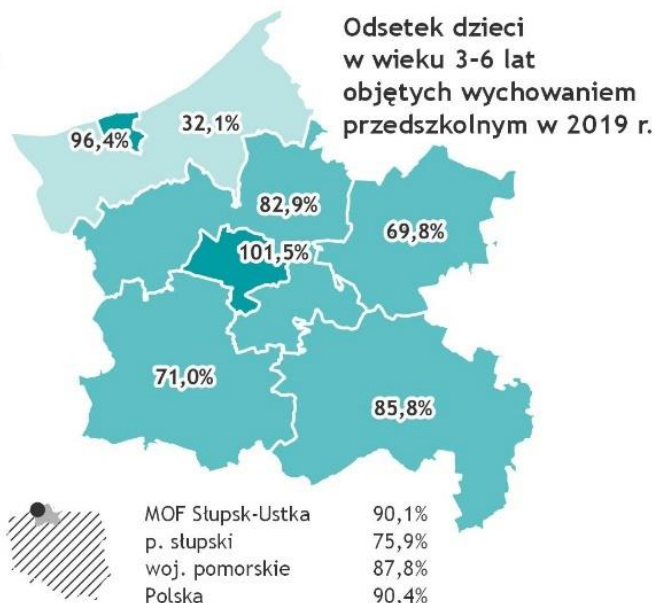 Odsetek dzieci
w wieku 3-6 lat
objętych wychowaniem
przedszkolnym w 2019 r.
32,1%
96,4%
82,9%
69,8%
101,5%
71,0%
85,8%
MOF Słupsk-Ustka 90,1%
p. słupski 75,9%
woj. pomorskie 87,8%
Polska 90,4%